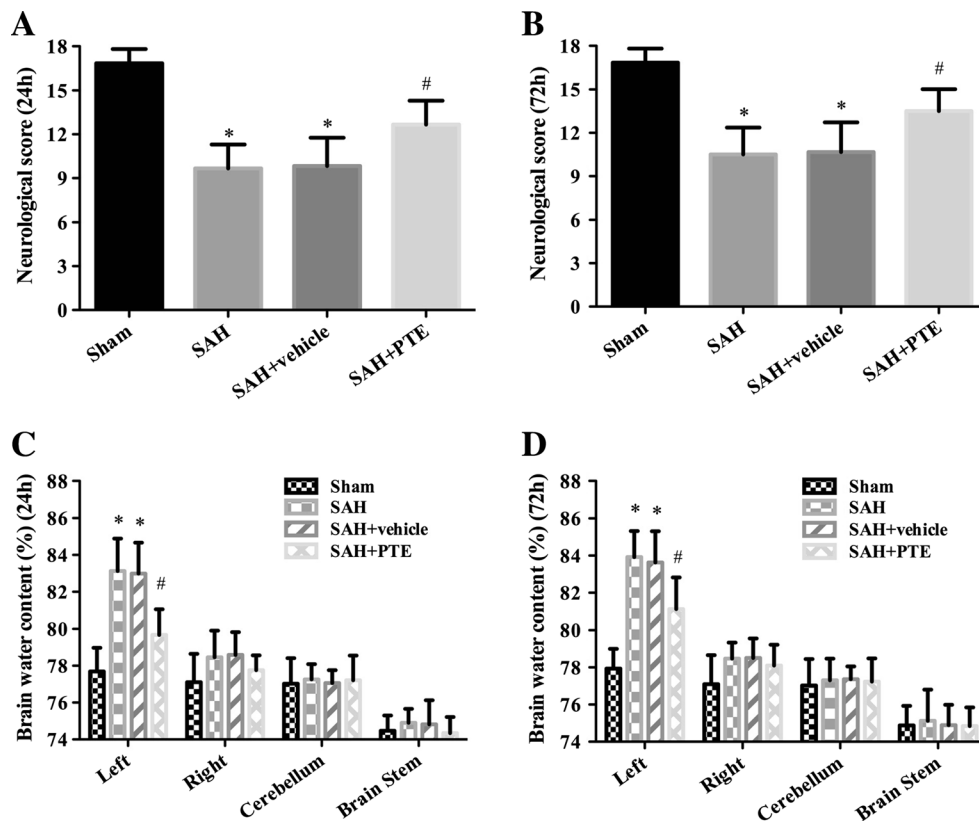 A
Neurological score (24h)
18
15
12
9
6
3
0
*
*
#
Sham
SAH
SAH+vehicle
SAH+PTE
B
Neurological score (72h)
18
15
12
9
6
3
0
*
*
#
Sham
SAH
SAH+vehicle
SAH+PTE
C
Brain water content (%) (24h)
88
86
84
82
80
78
76
74
Sham
SAH
SAH+vehicle
SAH+PTE
* *
#
Left
Right
Cerebellum
Brain Stem
D
Brain water content (%) (72h)
88
86
84
82
80
78
76
74
Sham
SAH
SAH+vehicle
SAH+PTE
* *
#
Left
Right
Cerebellum
Brain Stem